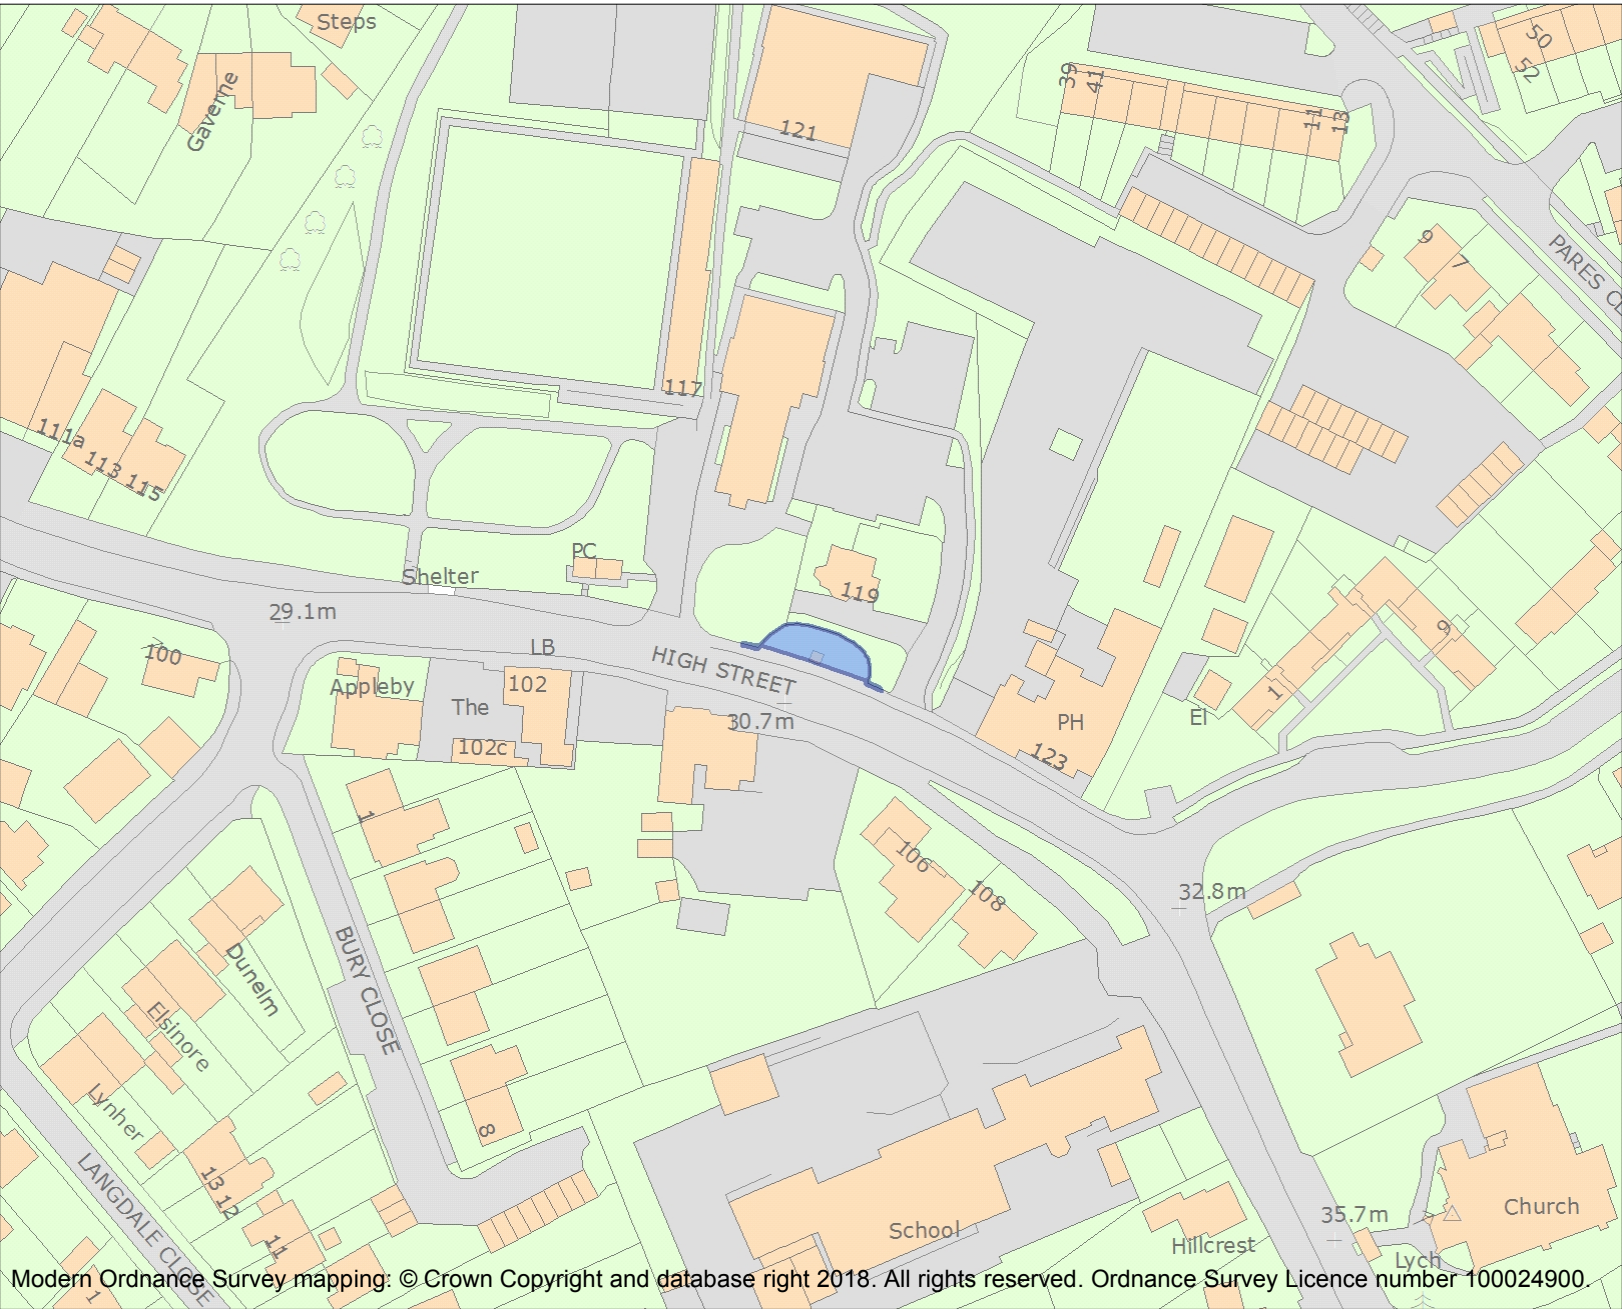 Steps
50
52
Gaverne
39
41
11
13
121
9
7
PARES CL
117
111a
113
115
PC
Shelter
119
29.1m
LB
HIGH STREET
100
Appleby
The
102
102c
30.7m
PH
123
El
1
9
1
106
108
32.8m
BURY CLOSE
Dunelm
Elsinore
Lynher
8
13
12
11
LANGDALE CLOSE
1
School
Hillcrest
35.7m
Church
Lych
Modern Ordnance Survey mapping: © Crown Copyright and database right 2018. All rights reserved. Ordnance Survey Licence number 100024900.